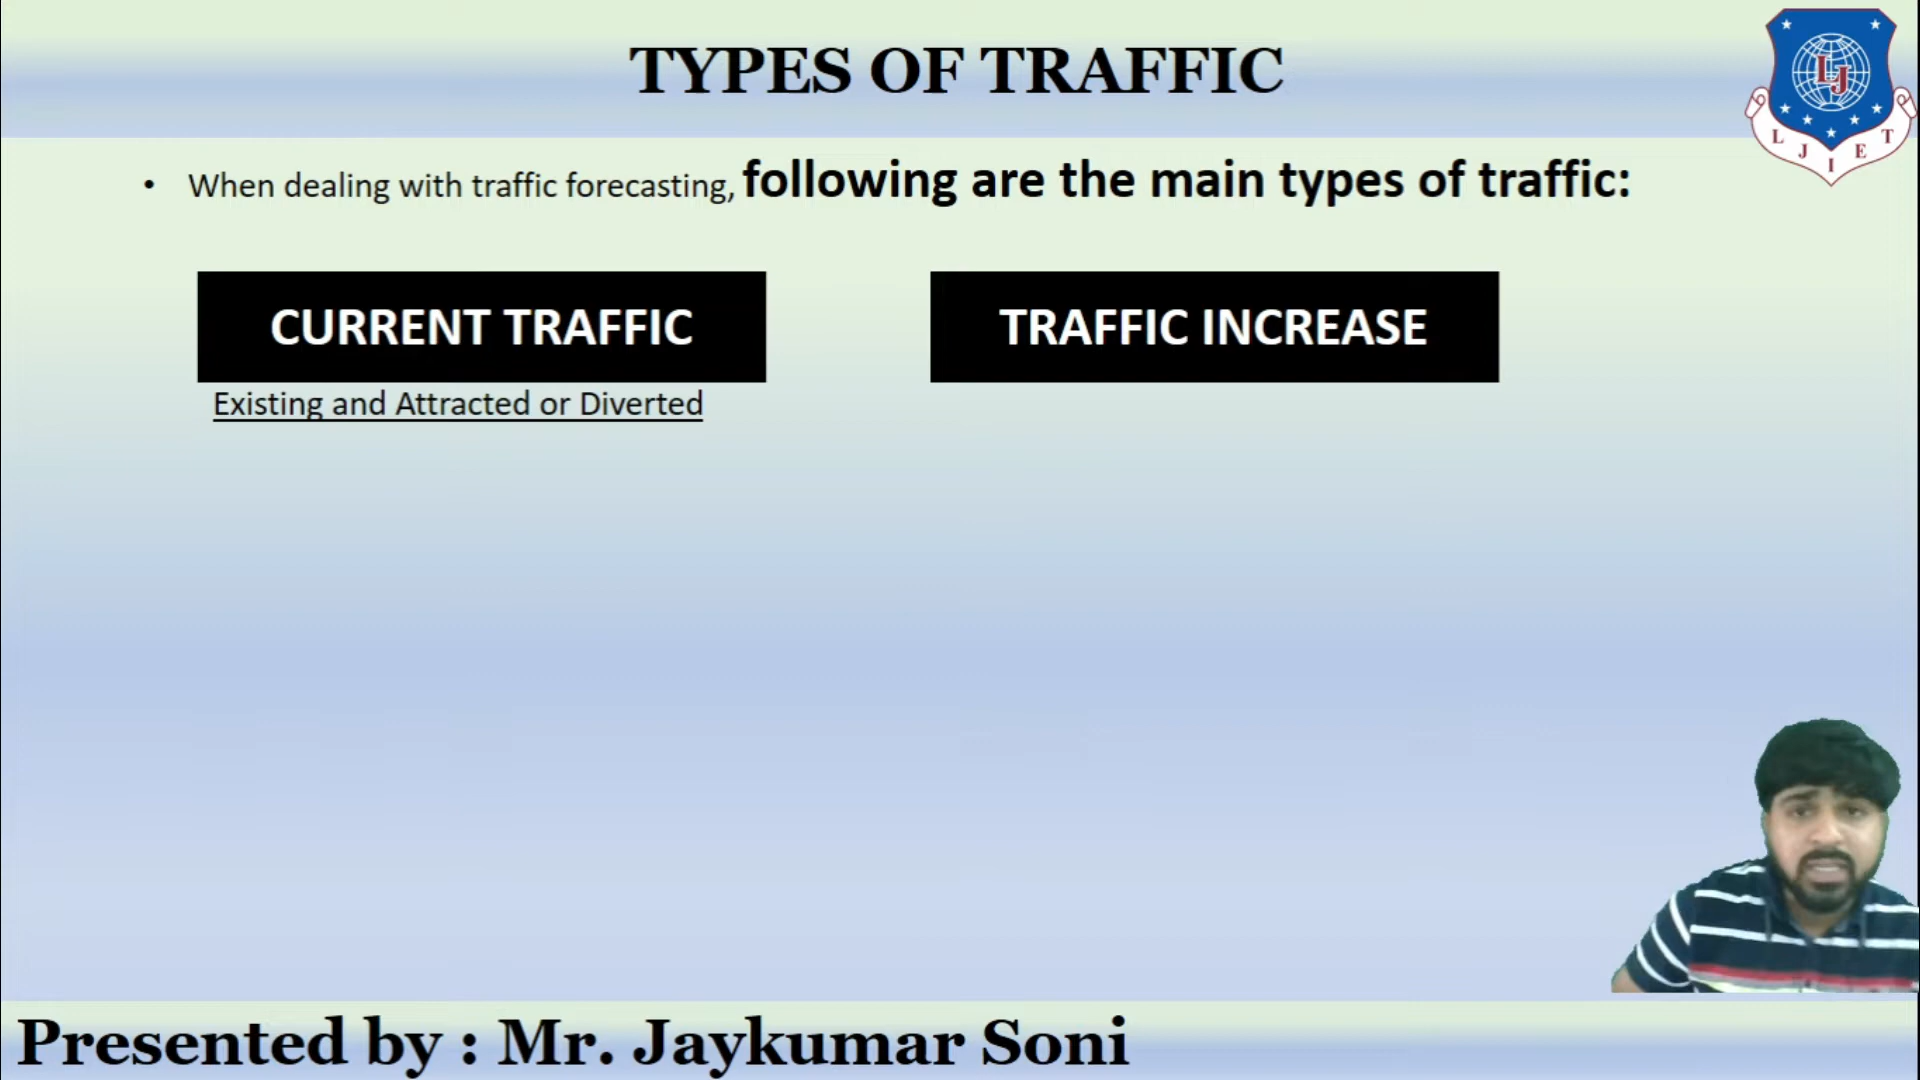 TYPES OF TRAFFIC
LJ
L J I E T
• When dealing with traffic forecasting, following are the main types of traffic:
CURRENT TRAFFIC
TRAFFIC INCREASE
Existing and Attracted or Diverted
Presented by : Mr. Jaykumar Soni